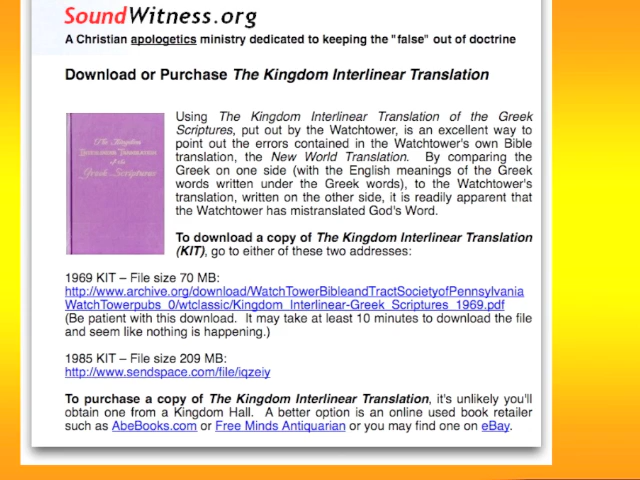 SoundWitness.org
A Christian apologetics ministry dedicated to keeping the "false" out of doctrine
Download or Purchase The Kingdom Interlinear Translation
The Kingdom
Interlinear Translation
of the
Greek Scriptures
Using The Kingdom Interlinear Translation of the Greek
Scriptures, put out by the Watchtower, is an excellent way to
point out the errors contained in the Watchtower's own Bible
translation, the New World Translation. By comparing the
Greek on one side (with the English meanings of the Greek
words written under the Greek words), to the Watchtower's
translation, written on the other side, it is readily apparent that
the Watchtower has mistranslated God's Word.
To download a copy of The Kingdom Interlinear Translation
(KIT), go to either of these two addresses:
1969 KIT – File size 70 MB:
http://www.archive.org/download/WatchTowerBibleandTractSocietyofPennsylvania
WatchTowerpubs_0/wtclassic/Kingdom_Interlinear-Greek_Scriptures_1969.pdf
(Be patient with this download. It may take at least 10 minutes to download the file
and seem like nothing is happening.)
1985 KIT – File size 209 MB:
http://www.sendspace.com/file/iqzeiy
To purchase a copy of The Kingdom Interlinear Translation, it's unlikely you'll
obtain one from a Kingdom Hall. A better option is an online used book retailer
such as AbeBooks.com or Free Minds Antiquarian or you may find one on eBay.